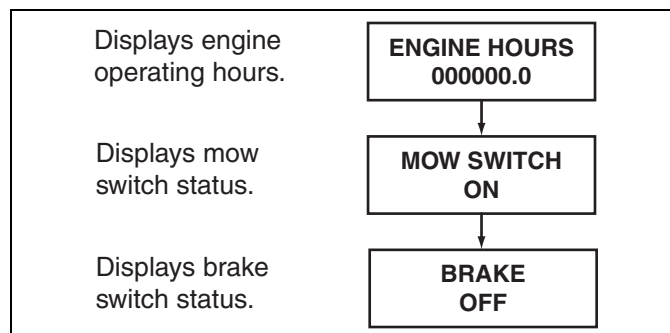 Displays engine
operating hours.
ENGINE HOURS
000000.0
Displays mow
switch status.
MOW SWITCH
ON
Displays brake
switch status.
BRAKE
OFF